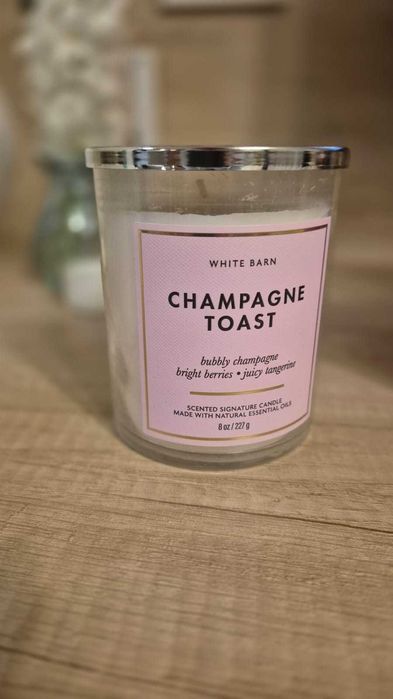 WHITE BARN
CHAMPAGNE
TOAST
bubbly champagne
bright berries • juicy tangerine
SCENTED SIGNATURE CANDLE
MADE WITH NATURAL ESSENTIAL OILS
8 oz / 227 g